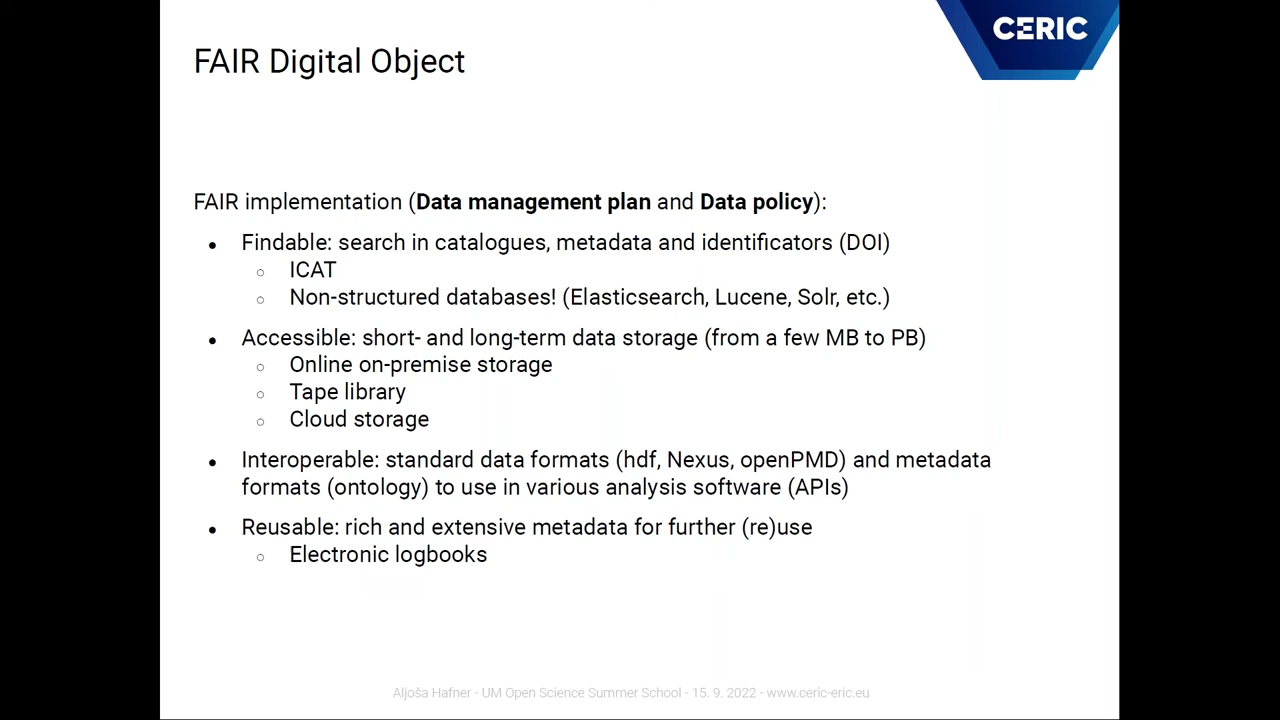 CERIC
FAIR Digital Object
FAIR implementation (Data management plan and Data policy):
● Findable: search in catalogues, metadata and identificators (DOI)
○ ICAT
○ Non-structured databases! (Elasticsearch, Lucene, Solr, etc.)
● Accessible: short- and long-term data storage (from a few MB to PB)
○ Online on-premise storage
○ Tape library
○ Cloud storage
● Interoperable: standard data formats (hdf, Nexus, openPMD) and metadata
formats (ontology) to use in various analysis software (APIs)
● Reusable: rich and extensive metadata for further (re)use
○ Electronic logbooks
Aljoša Hafner - UM Open Science Summer School - 15. 9. 2022 - www.ceric-eric.eu